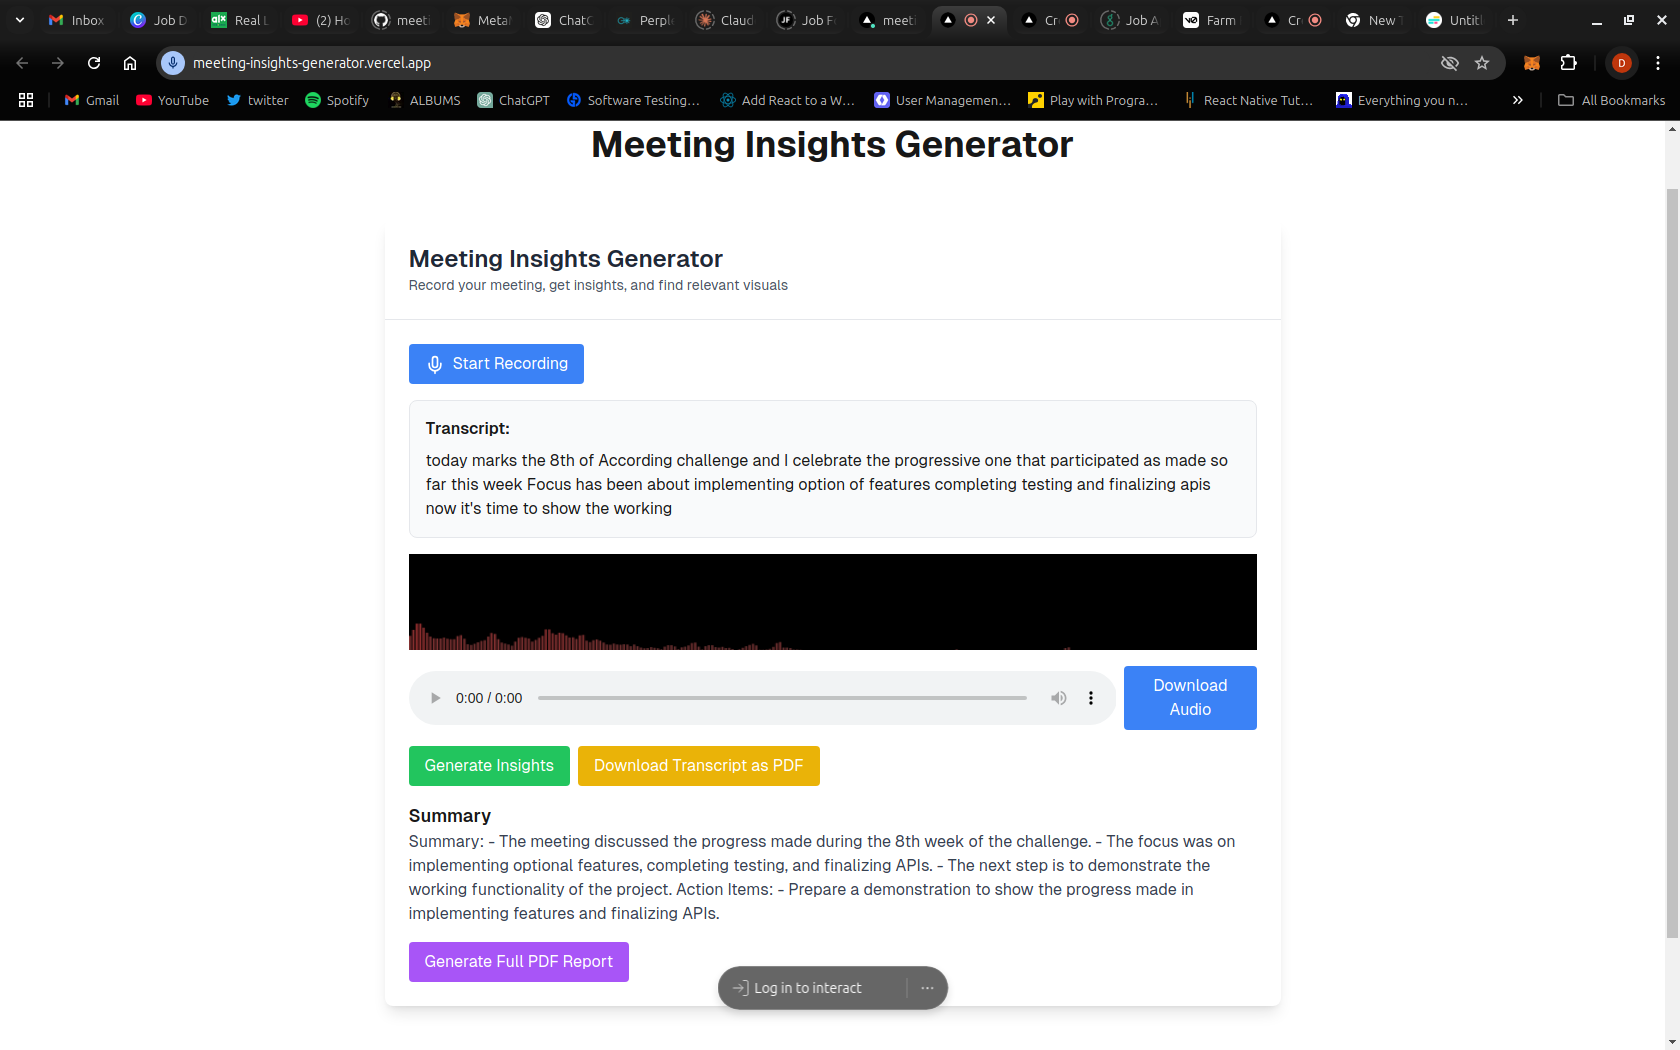 Inbox
Job D
alx Real L
(2) Ho
meeti
Meta
ChatG
Perple
Claud
JF Job F
meeti
Cr
Job A
Farm
Cr
New T
Untitl
meeting-insights-generator.vercel.app
D
Gmail
YouTube
twitter
Spotify
ALBUMS
ChatGPT
Software Testing...
Add React to a W...
User Managemen...
Play with Progra...
React Native Tut...
Everything you n...
All Bookmarks
Meeting Insights Generator
Meeting Insights Generator
Record your meeting, get insights, and find relevant visuals
Start Recording
Transcript:
today marks the 8th of According challenge and I celebrate the progressive one that participated as made so
far this week Focus has been about implementing option of features completing testing and finalizing apis
now it's time to show the working
0:00 / 0:00
Download
Audio
Generate Insights
Download Transcript as PDF
Summary
Summary: - The meeting discussed the progress made during the 8th week of the challenge. - The focus was on
implementing optional features, completing testing, and finalizing APIs. - The next step is to demonstrate the
working functionality of the project. Action Items: - Prepare a demonstration to show the progress made in
implementing features and finalizing APIs.
Generate Full PDF Report
Log in to interact